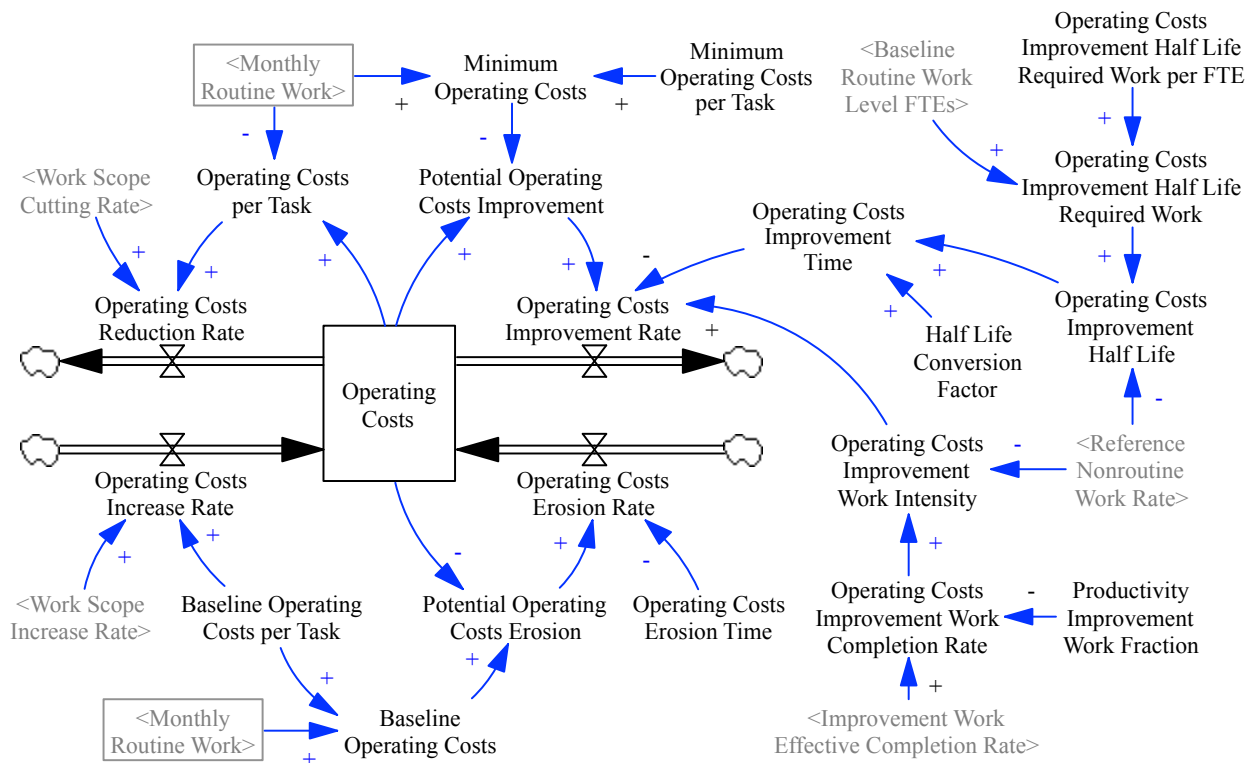 <Monthly
Routine Work>
Minimum
Operating Costs
Minimum
Operating Costs
per Task
<Baseline
Routine Work
Level FTEs>
Operating Costs
Improvement Half Life
Required Work per FTE
+
+
-
-
+
+
<Work Scope
Cutting Rate>
Operating Costs
per Task
Potential Operating
Costs Improvement
Operating Costs
Improvement Half Life
Required Work
Operating Costs
Improvement
Time
+
+
+
+
+
-
+
+
Operating Costs
Reduction Rate
Operating Costs
Improvement Rate
+
+
Half Life
Conversion
Factor
Operating Costs
Improvement
Half Life
Operating
Costs
-
Operating Costs
Increase Rate
Operating Costs
Erosion Rate
Operating Costs
Improvement
Work Intensity
-
<Reference
Nonroutine
Work Rate>
+
+
-
+
-
+
<Work Scope
Increase Rate>
Baseline Operating
Costs per Task
Potential Operating
Costs Erosion
Operating Costs
Erosion Time
Operating Costs
Improvement Work
Completion Rate
-
Productivity
Improvement
Work Fraction
+
+
+
<Monthly
Routine Work>
+
Baseline
Operating Costs
<Improvement Work
Effective Completion Rate>